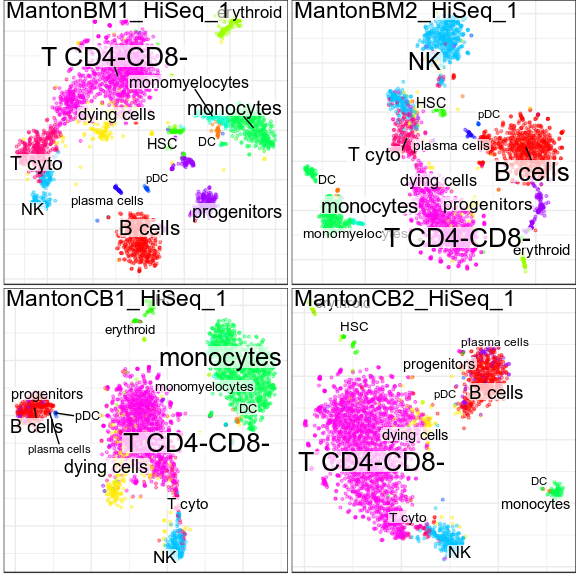 MantonBM1_HiSeq_1
erythroid
T CD4-CD8-
monomyelocytes
monocytes
dying cells
HSC
DC
T cyto
pDC
plasma cells
NK
progenitors
B cells
MantonBM2_HiSeq_1
NK
HSC
pDC
T cyto
plasma cells
B cells
DC
dying cells
monocytes
progenitors
monomyelocytes
T CD4-CD8-
erythroid
MantonCB1_HiSeq_1
erythroid
monocytes
progenitors
monomyelocytes
DC
pDC
B cells
T CD4-CD8-
plasma cells
dying cells
T cyto
NK
MantonCB2_HiSeq_1
erythroid
HSC
plasma cells
progenitors
pDC
B cells
dying cells
T CD4-CD8-
DC
monocytes
T cyto
NK